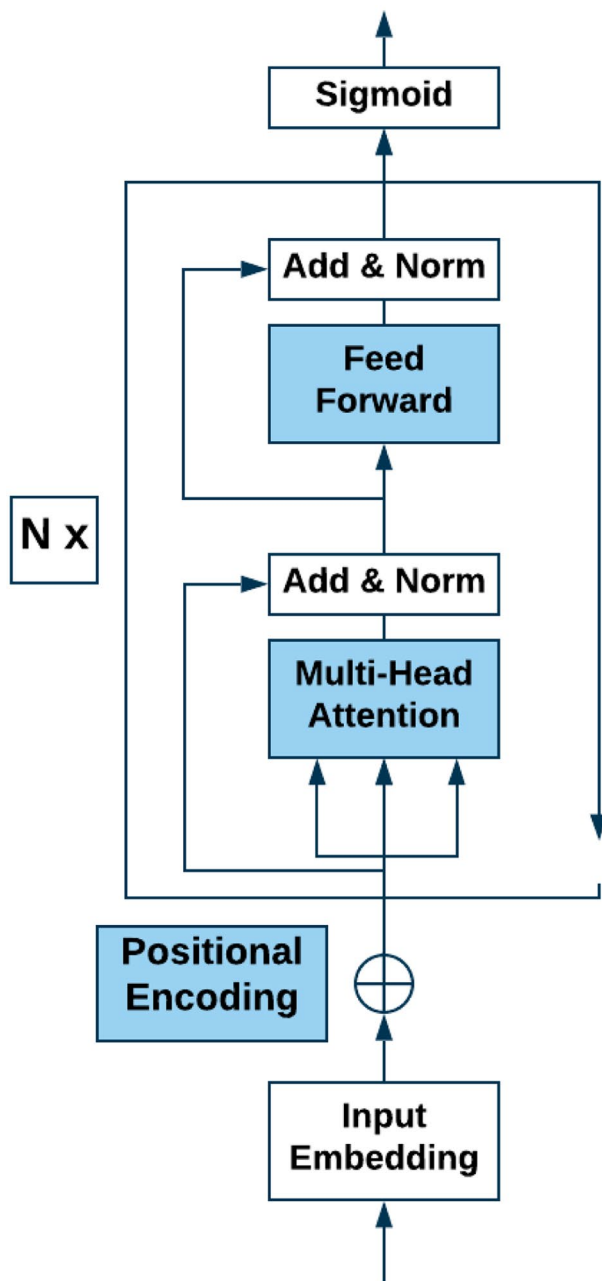 Sigmoid
Add & Norm
Feed
Forward
N x
Add & Norm
Multi-Head
Attention
Positional
Encoding
Input
Embedding